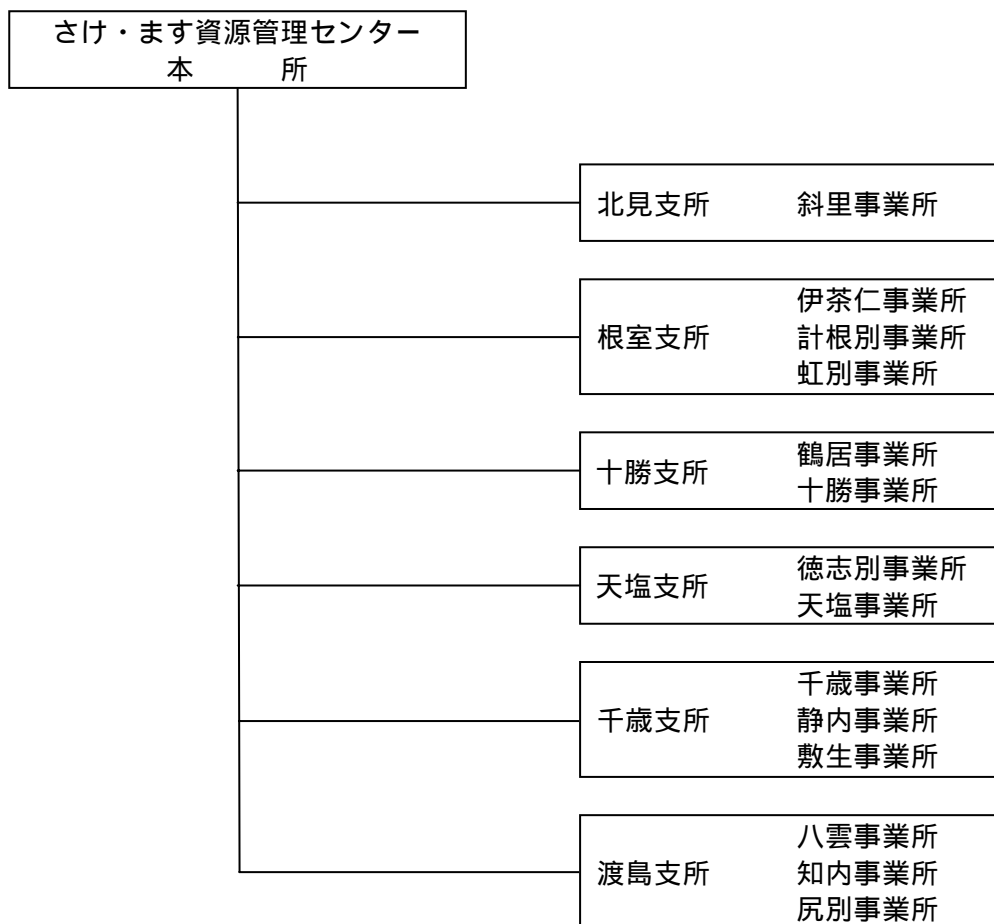 さけ・ます資源管理センター
本　　　所
北見支所　　斜里事業所
伊茶仁事業所
根室支所　　計根別事業所
虹別事業所
十勝支所
鶴居事業所
十勝事業所
天塩支所
徳志別事業所
天塩事業所
千歳事業所
千歳支所　　静内事業所
敷生事業所
八雲事業所
渡島支所　　知内事業所
尻別事業所